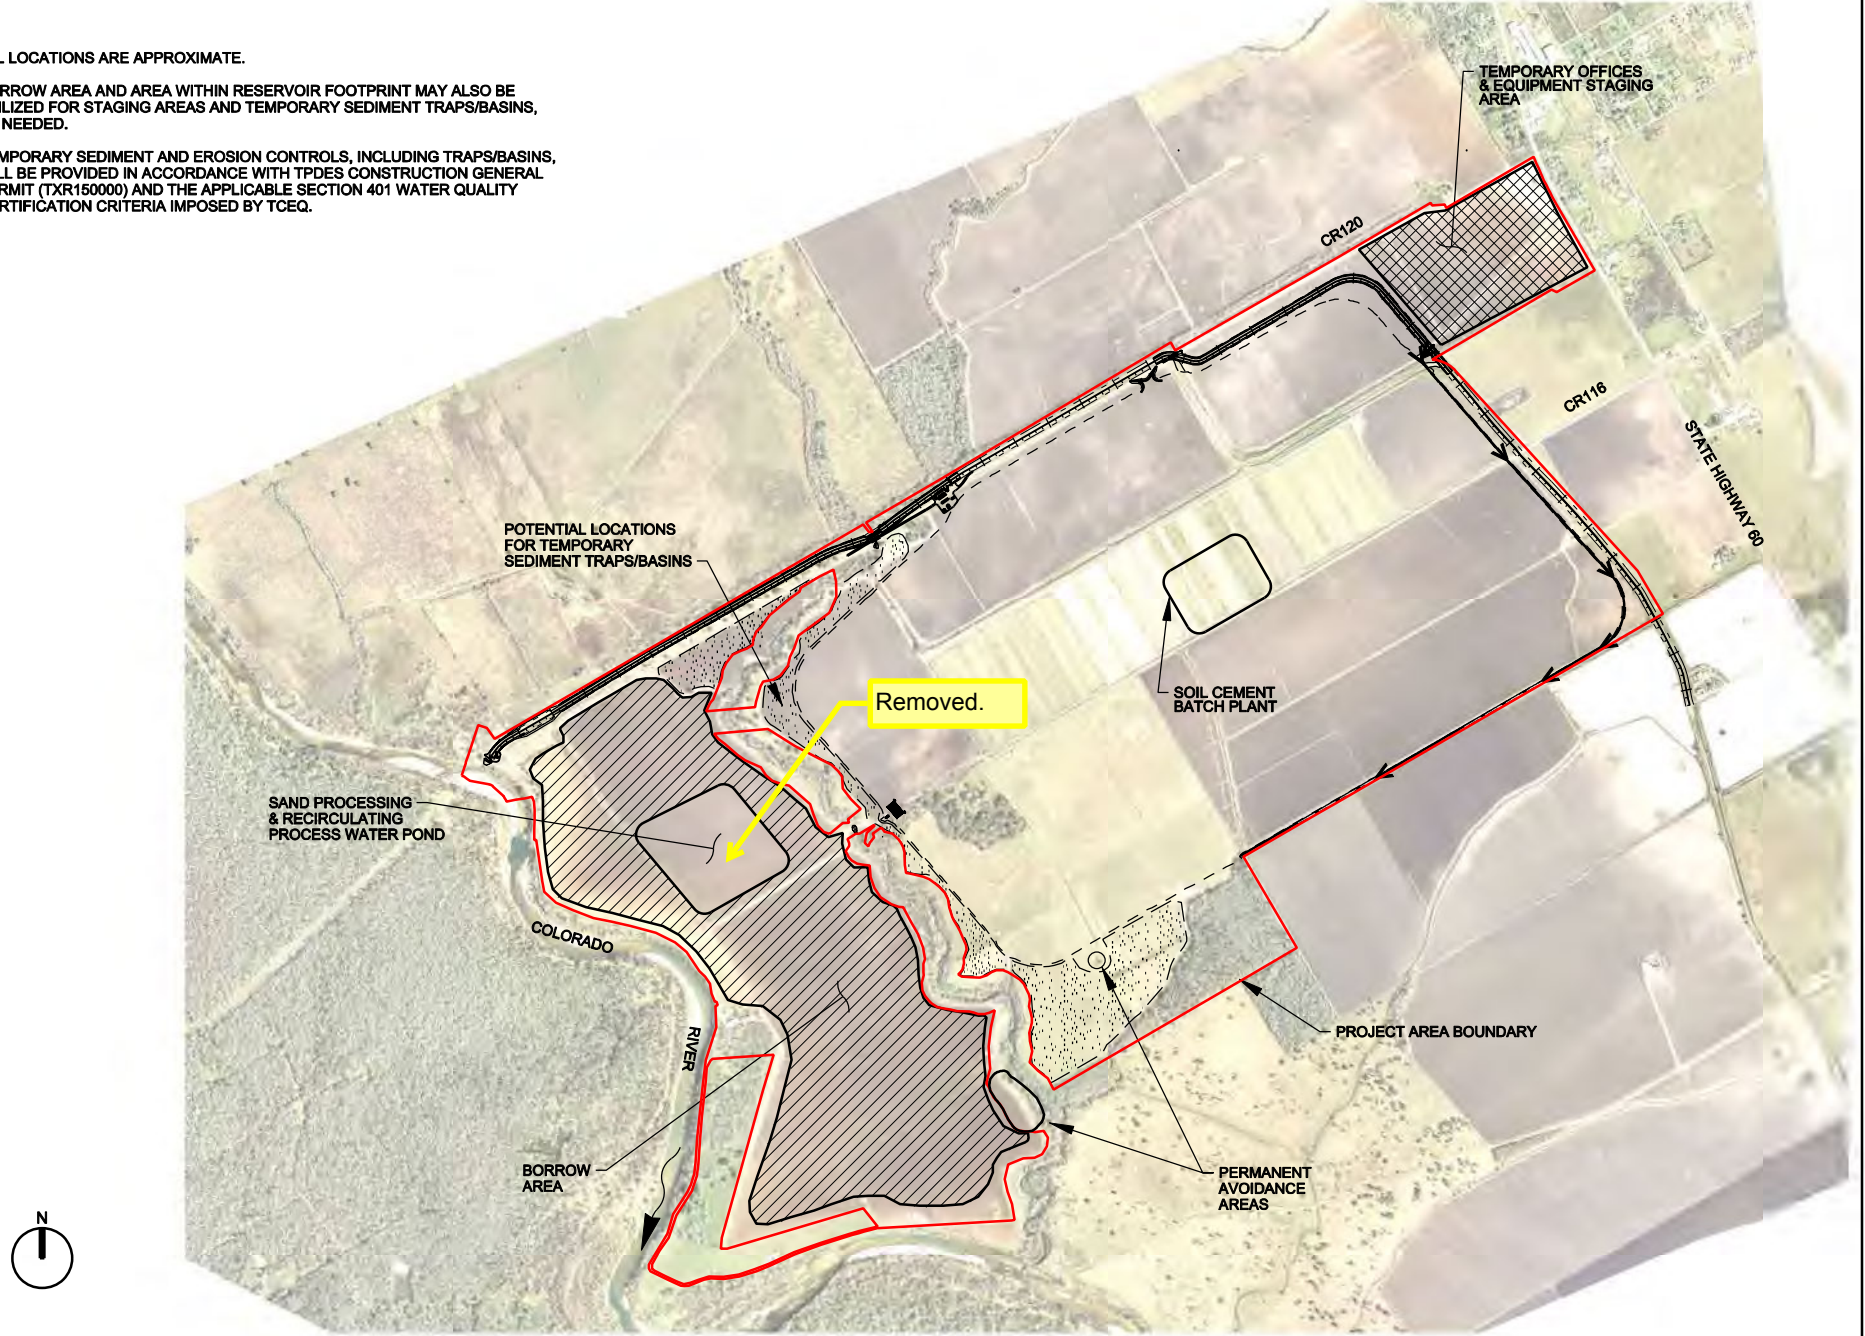 LOCATIONS ARE APPROXIMATE.
RROW AREA AND AREA WITHIN RESERVOIR FOOTPRINT MAY ALSO BE
ILIZED FOR STAGING AREAS AND TEMPORARY SEDIMENT TRAPS/BASINS,
NEEDED.
MPORARY SEDIMENT AND EROSION CONTROLS, INCLUDING TRAPS/BASINS,
LL BE PROVIDED IN ACCORDANCE WITH TPDES CONSTRUCTION GENERAL
RMIT (TXR150000) AND THE APPLICABLE SECTION 401 WATER QUALITY
RTIFICATION CRITERIA IMPOSED BY TCEQ.
TEMPORARY OFFICES
& EQUIPMENT STAGING
AREA
CR120
CR116
STATE HIGHWAY 60
POTENTIAL LOCATIONS
FOR TEMPORARY
SEDIMENT TRAPS/BASINS
SOIL CEMENT
BATCH PLANT
Removed.
SAND PROCESSING
& RECIRCULATING
PROCESS WATER POND
COLORADO
RIVER
PROJECT AREA BOUNDARY
BORROW
AREA
PERMANENT
AVOIDANCE
AREAS
N